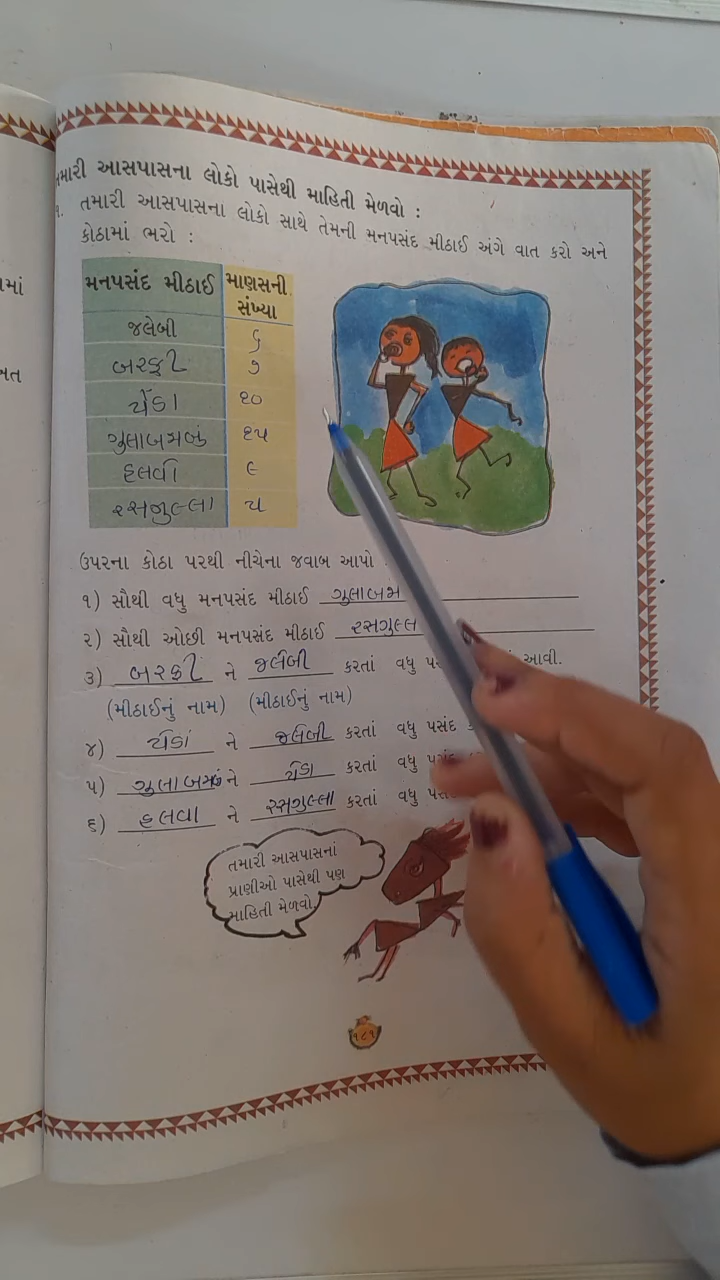 તમારી આસપાસના લોકો પાસેથી માહિતી મેળવો :
૧. તમારી આસપાસના લોકો સાથે તેમની મનપસંદ મીઠાઈ અંગે વાત કરો અને
કોઠામાં ભરો :
મનપસંદ મીઠાઈ માણસની સંખ્યા
જલેબી ૬
બરફી ૭
પેંડા ૧૦
ગુલાબજાંબું ૧૫
હલવો ૯
રસગુલ્લા ૫
ઉપરના કોઠા પરથી નીચેના જવાબ આપો
૧) સૌથી વધુ મનપસંદ મીઠાઈ ગુલાબજા
૨) સૌથી ઓછી મનપસંદ મીઠાઈ રસગુલ્લ
૩) બરફી ને જલેબી કરતાં વધુ આવી.
(મીઠાઈનું નામ) (મીઠાઈનું નામ)
૪) પેંડા ને જલેબી કરતાં વધુ પસંદ
૫) ગુલાબજાંબું ને પેંડા કરતાં વધુ
૬) હલવા ને રસગુલ્લા કરતાં વધુ
તમારી આસપાસનાં
પ્રાણીઓ પાસેથી પણ
માહિતી મેળવો.
૧૮૧
માં